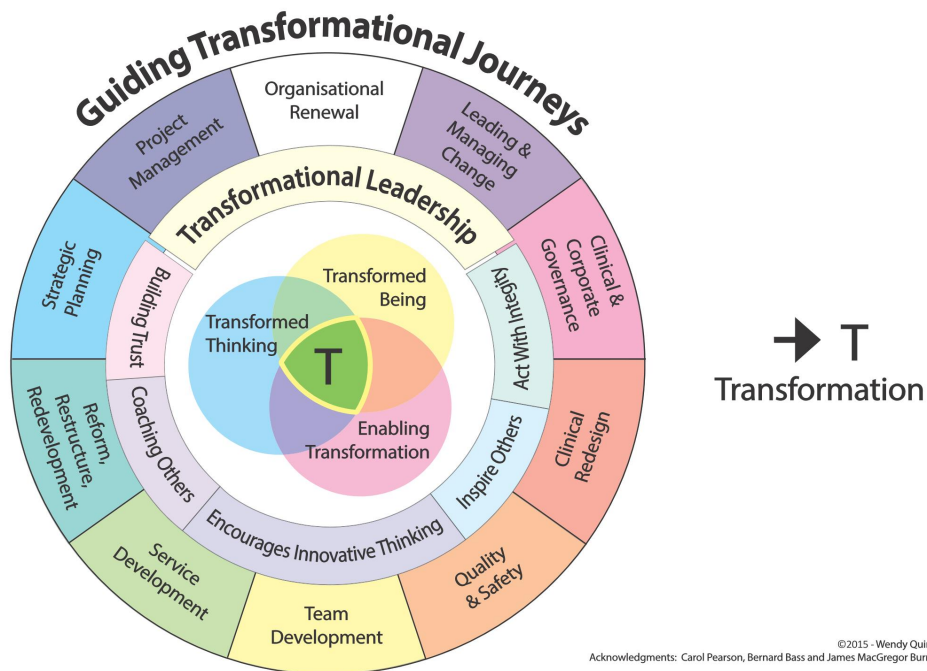 Guiding Transformational Journeys
Organisational
Renewal
Leading &
Managing
Change
Clinical &
Corporate
Governance
Clinical
Redesign
Quality
& Safety
Team
Development
Service
Development
Reform,
Restructure,
Redevelopment
Strategic
Planning
Project
Management
Transformational Leadership
Act With Integrity
Inspire Others
Encourages Innovative Thinking
Coaching Others
Building Trust
Transformed
Being
Transformed
Thinking
T
Enabling
Transformation
T
Transformation
©2015 - Wendy
Acknowledgments: Carol Pearson, Bernard Bass and James MacGregor